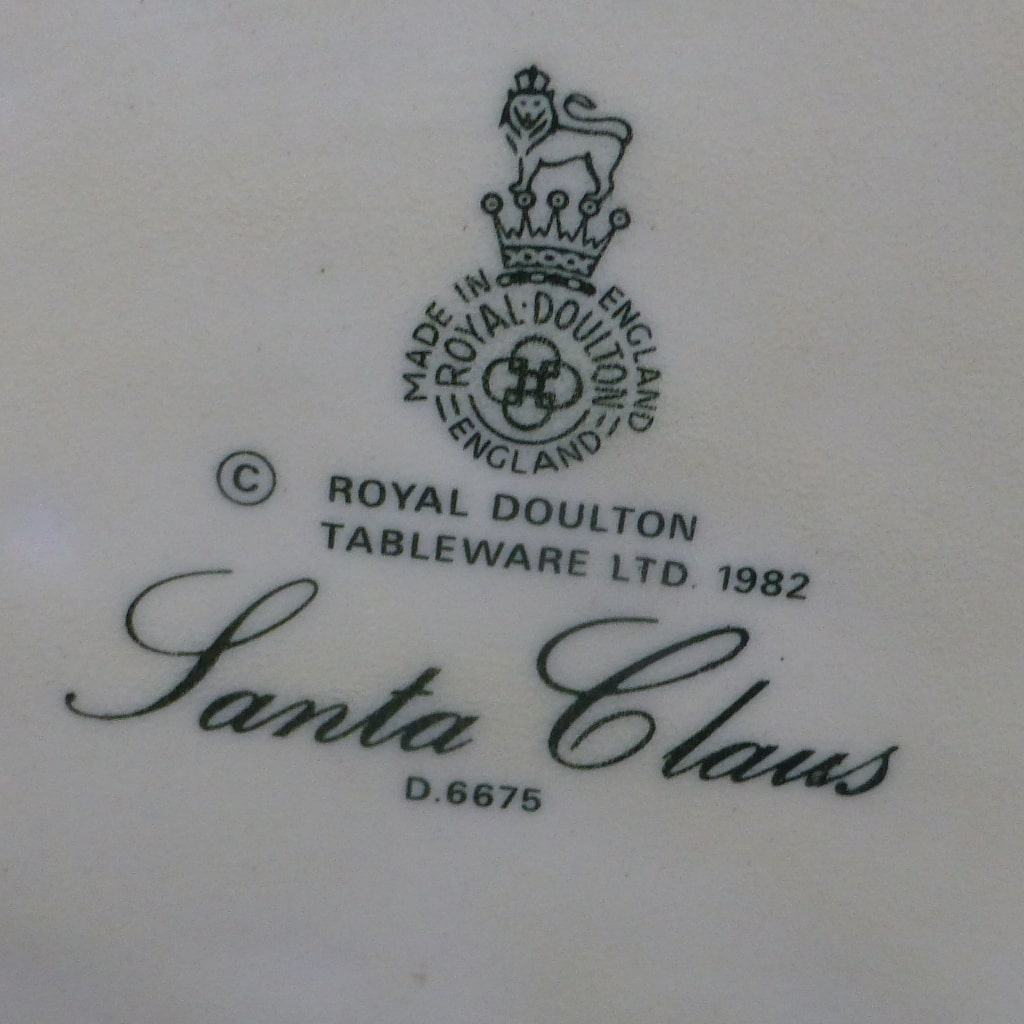 MADE IN ENGLAND
ROYAL·DOULTON
ENGLAND
© ROYAL DOULTON
TABLEWARE LTD. 1982
Santa Claus
D.6675